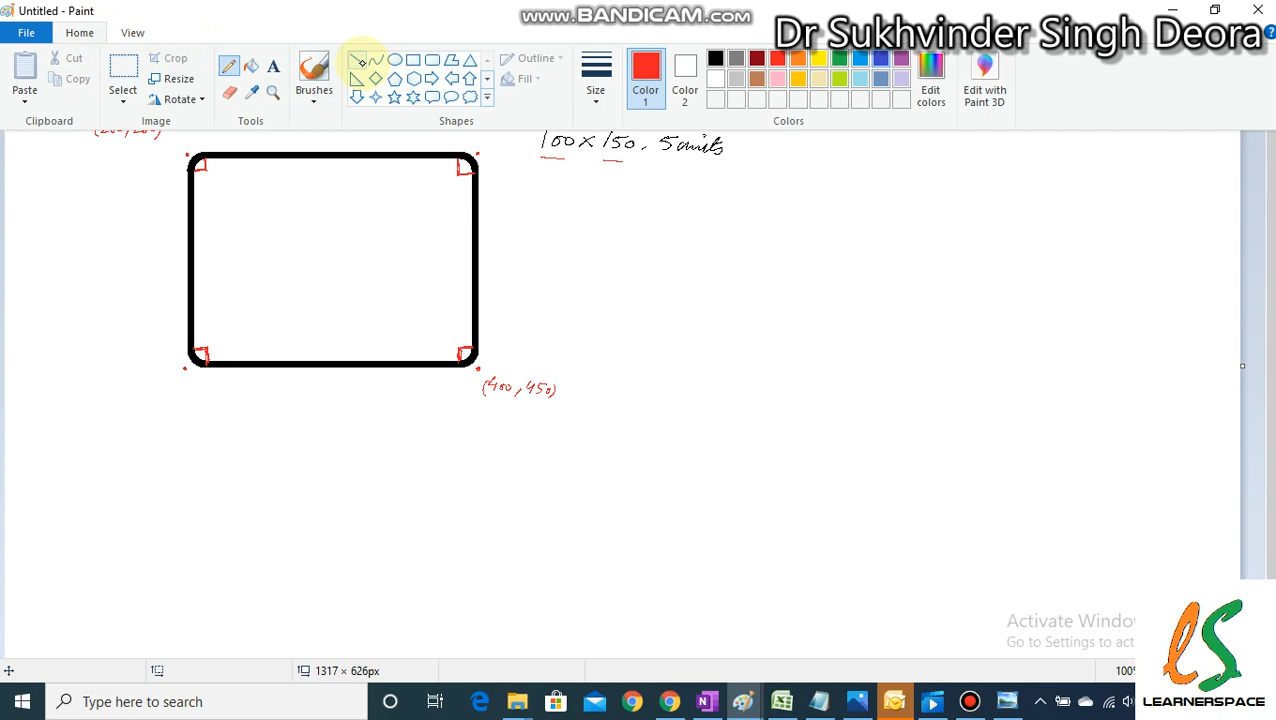 Untitled - Paint
www.BANDICAM.com
Dr Sukhvinder Singh Deora
File
Home
View
Paste
Cut
Copy
Clipboard
Select
Crop
Resize
Rotate
Image
Tools
Brushes
Shapes
Outline
Fill
Size
Color 1
Color 2
Colors
Edit colors
Edit with Paint 3D
100 × 150, 5 units
(400, 450)
Activate Windo
Go to Settings to act
1317 × 626px
100%
Type here to search
LS
LEARNERSPACE